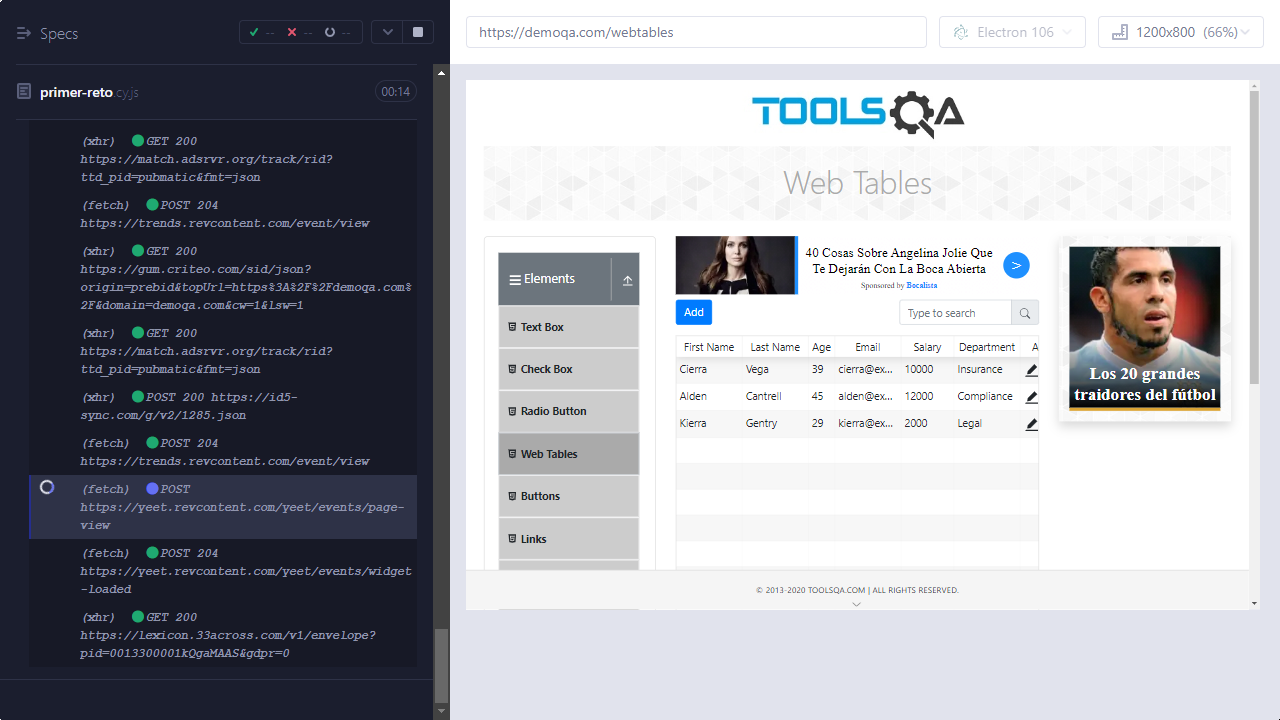 Specs
--
--
--
https://demoqa.com/webtables
Electron 106
1200x800 (66%)
primer-reto.cy.js
00:14
(xhr) GET 200
https://match.adsrvr.org/track/rid?
ttd_pid=pubmatic&fmt=json
(fetch) POST 204
https://trends.revcontent.com/event/view
(xhr) GET 200
https://gum.criteo.com/sid/json?
origin=prebid&topUrl=https%3A%2F%2Fdemoqa.com%
2F&domain=demoqa.com&cw=1&lsw=1
(xhr) GET 200
https://match.adsrvr.org/track/rid?
ttd_pid=pubmatic&fmt=json
(xhr) POST 200 https://id5-
sync.com/g/v2/1285.json
(fetch) POST 204
https://trends.revcontent.com/event/view
(fetch) POST
https://yeet.revcontent.com/yeet/events/page-
view
(fetch) POST 204
https://yeet.revcontent.com/yeet/events/widget
-loaded
(xhr) GET 200
https://lexicon.33across.com/v1/envelope?
pid=0013300001kQgaMAAS&gdpr=0
TOOLSQA
Web Tables
Elements
Text Box
Check Box
Radio Button
Web Tables
Buttons
Links
40 Cosas Sobre Angelina Jolie Que
Te Dejarán Con La Boca Abierta
>
Sponsored by Bocalista
Add
Type to search
First Name Last Name Age Email Salary Department A
Cierra Vega 39 cierra@ex... 10000 Insurance
Alden Cantrell 45 alden@ex... 12000 Compliance
Kierra Gentry 29 kierra@ex... 2000 Legal
Los 20 grandes
traidores del fútbol
© 2013-2020 TOOLSQA.COM | ALL RIGHTS RESERVED.